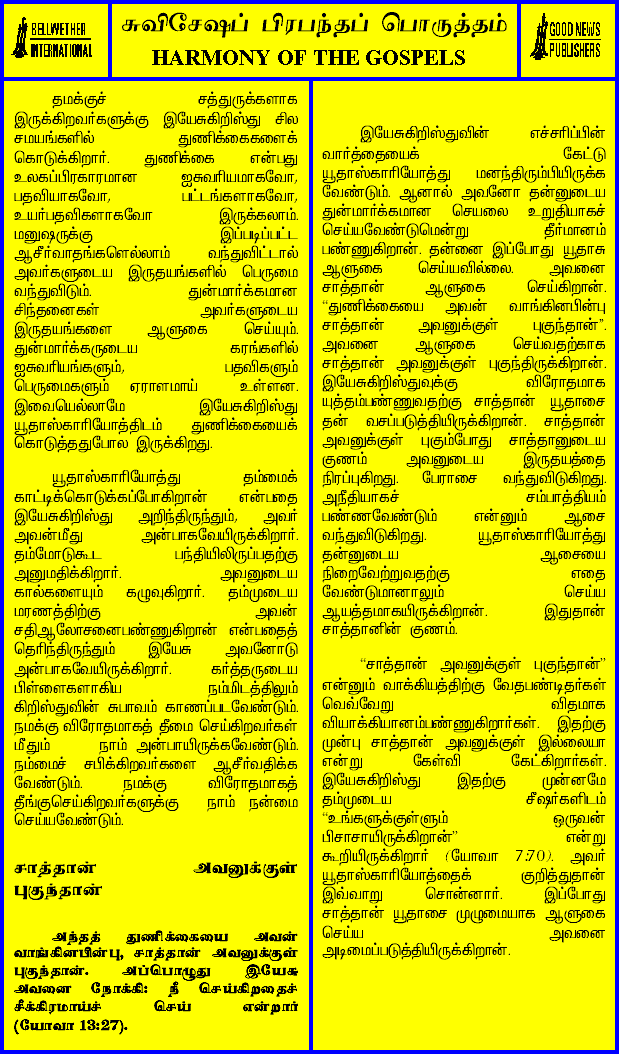 BELLWETHER
INTERNATIONAL
சுவிசேஷப் பிரபந்தப் பொருத்தம்
HARMONY OF THE GOSPELS
GOOD NEWS
PUBLISHERS
தமக்குச் சத்துருக்களாக
இருக்கிறவர்களுக்கு இயேசுகிறிஸ்து சில
சமயங்களில் துணிக்கைகளைக்
கொடுக்கிறார். துணிக்கை என்பது
உலகப்பிரகாரமான ஐசுவரியமாகவோ,
பதவியாகவோ, பட்டங்களாகவோ,
உயர்பதவிகளாகவோ இருக்கலாம்.
மனுஷருக்கு இப்படிப்பட்ட
ஆசீர்வாதங்களெல்லாம் வந்துவிட்டால்
அவர்களுடைய இருதயங்களில் பெருமை
வந்துவிடும். துன்மார்க்கமான
சிந்தனைகள் அவர்களுடைய
இருதயங்களை ஆளுகை செய்யும்.
துன்மார்க்கருடைய கரங்களில்
ஐசுவரியங்களும், பதவிகளும்
பெருமைகளும் ஏராளமாய் உள்ளன.
இவையெல்லாமே இயேசுகிறிஸ்து
யூதாஸ்காரியோத்திடம் துணிக்கையைக்
கொடுத்ததுபோல இருக்கிறது.
யூதாஸ்காரியோத்து தம்மைக்
காட்டிக்கொடுக்கப்போகிறான் என்பதை
இயேசுகிறிஸ்து அறிந்திருந்தும், அவர்
அவன்மீது அன்பாகவேயிருக்கிறார்.
தம்மோடுகூட பந்தியிலிருப்பதற்கு
அனுமதிக்கிறார். அவனுடைய
கால்களையும் கழுவுகிறார். தம்முடைய
மரணத்திற்கு அவன்
சதிஆலோசனைபண்ணுகிறான் என்பதைத்
தெரிந்திருந்தும் இயேசு அவனோடு
அன்பாகவேயிருக்கிறார். கர்த்தருடைய
பிள்ளைகளாகிய நம்மிடத்திலும்
கிறிஸ்துவின் சுபாவம் காணப்படவேண்டும்.
நமக்கு விரோதமாகத் தீமை செய்கிறவர்கள்
மீதும் நாம் அன்பாயிருக்கவேண்டும்.
நம்மைச் சபிக்கிறவர்களை ஆசீர்வதிக்க
வேண்டும். நமக்கு விரோதமாகத்
தீங்குசெய்கிறவர்களுக்கு நாம் நன்மை
செய்யவேண்டும்.
சாத்தான் அவனுக்குள்
புகுந்தான்
அந்தத் துணிக்கையை அவன்
வாங்கினபின்பு, சாத்தான் அவனுக்குள்
புகுந்தான். அப்பொழுது இயேசு
அவனை நோக்கி: நீ செய்கிறதைச்
சீக்கிரமாய்ச் செய் என்றார்
(யோவா 13:27).
இயேசுகிறிஸ்துவின் எச்சரிப்பின்
வார்த்தையைக் கேட்டு
யூதாஸ்காரியோத்து மனந்திரும்பியிருக்க
வேண்டும். ஆனால் அவனோ தன்னுடைய
துன்மார்க்கமான செயலை உறுதியாகச்
செய்யவேண்டுமென்று தீர்மானம்
பண்ணுகிறான். தன்னை இப்போது யூதாசு
ஆளுகை செய்யவில்லை. அவனை
சாத்தான் ஆளுகை செய்கிறான்.
“துணிக்கையை அவன் வாங்கினபின்பு
சாத்தான் அவனுக்குள் புகுந்தான்”.
அவனை ஆளுகை செய்வதற்காக
சாத்தான் அவனுக்குள் புகுந்திருக்கிறான்.
இயேசுகிறிஸ்துவுக்கு விரோதமாக
யுத்தம்பண்ணுவதற்கு சாத்தான் யூதாசை
தன் வசப்படுத்தியிருக்கிறான். சாத்தான்
அவனுக்குள் புகும்போது சாத்தானுடைய
குணம் அவனுடைய இருதயத்தை
நிரப்புகிறது. பேராசை வந்துவிடுகிறது.
அநீதியாகச் சம்பாத்தியம்
பண்ணவேண்டும் என்னும் ஆசை
வந்துவிடுகிறது. யூதாஸ்காரியோத்து
தன்னுடைய ஆசையை
நிறைவேற்றுவதற்கு எதை
வேண்டுமானாலும் செய்ய
ஆயத்தமாகயிருக்கிறான். இதுதான்
சாத்தானின் குணம்.
“சாத்தான் அவனுக்குள் புகுந்தான்”
என்னும் வாக்கியத்திற்கு வேதபண்டிதர்கள்
வெவ்வேறு விதமாக
வியாக்கியானம்பண்ணுகிறார்கள். இதற்கு
முன்பு சாத்தான் அவனுக்குள் இல்லையா
என்று கேள்வி கேட்கிறார்கள்.
இயேசுகிறிஸ்து இதற்கு முன்னமே
தம்முடைய சீஷர்களிடம்
“உங்களுக்குள்ளும் ஒருவன்
பிசாசாயிருக்கிறான்” என்று
கூறியிருக்கிறார் (யோவா 7:70). அவர்
யூதாஸ்காரியோத்தைக் குறித்துதான்
இவ்வாறு சொன்னார். இப்போது
சாத்தான் யூதாசை முழுமையாக ஆளுகை
செய்ய அவனை
அடிமைப்படுத்தியிருக்கிறான்.